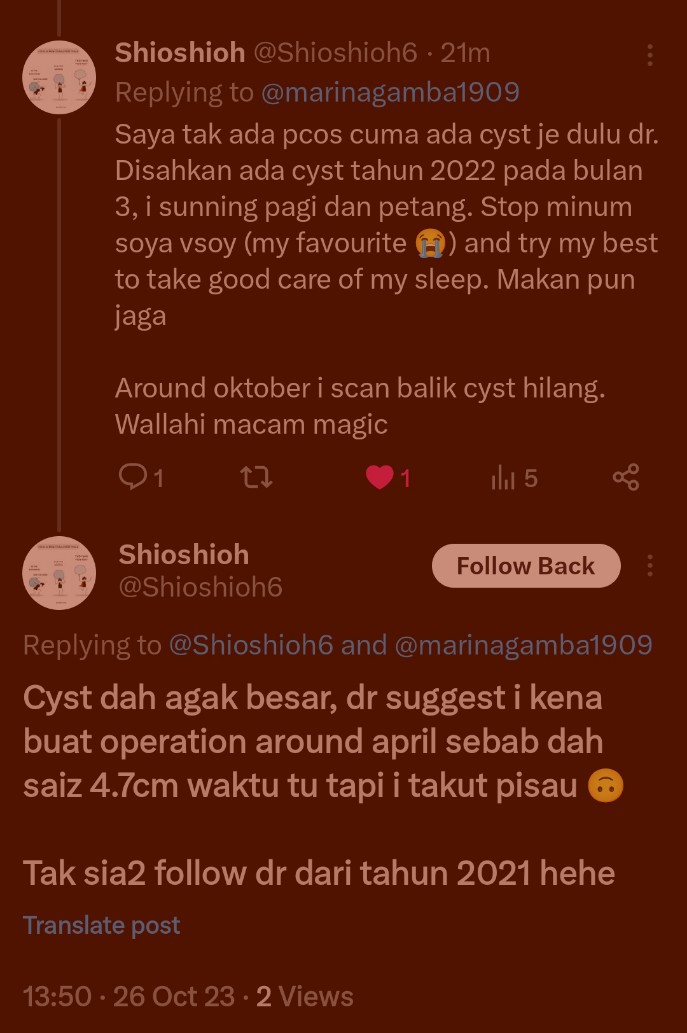 Shioshioh @Shioshioh6 · 21m
Replying to @marinagamba1909
Saya tak ada pcos cuma ada cyst je dulu dr.
Disahkan ada cyst tahun 2022 pada bulan
3, i sunning pagi dan petang. Stop minum
soya vsoy (my favourite 😭) and try my best
to take good care of my sleep. Makan pun
jaga
Around oktober i scan balik cyst hilang.
Wallahi macam magic
1 1 5
Shioshioh
@Shioshioh6
Follow Back
Replying to @Shioshioh6 and @marinagamba1909
Cyst dah agak besar, dr suggest i kena
buat operation around april sebab dah
saiz 4.7cm waktu tu tapi i takut pisau 🙃
Tak sia2 follow dr dari tahun 2021 hehe
Translate post
13:50 · 26 Oct 23 · 2 Views